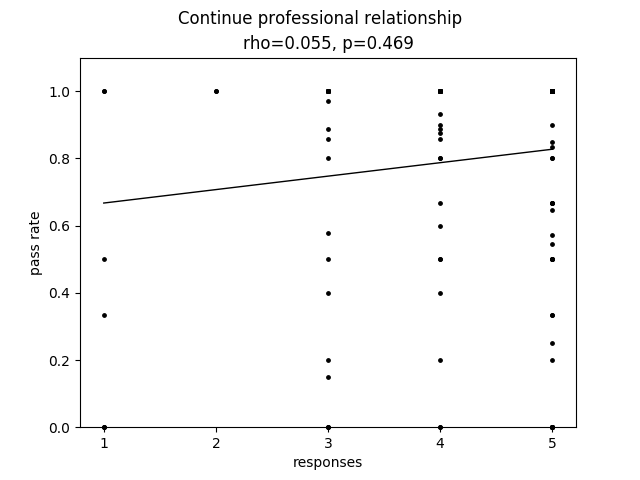 Continue professional relationship
rho=0.055, p=0.469
1.0
0.8
0.6
0.4
0.2
0.0
pass rate
1 2 3 4 5
responses